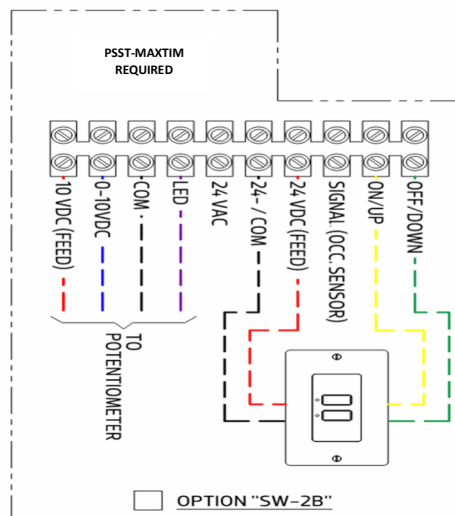 PSST-MAXTIM
REQUIRED
10 VDC (FEED)
0-10VDC
COM
LED
24 VAC
24- / COM
24 VDC (FEED)
SIGNAL (OCC. SENSOR)
ON/UP
OFF/DOWN
TO
POTENTIOMETER
OPTION "SW-2B"